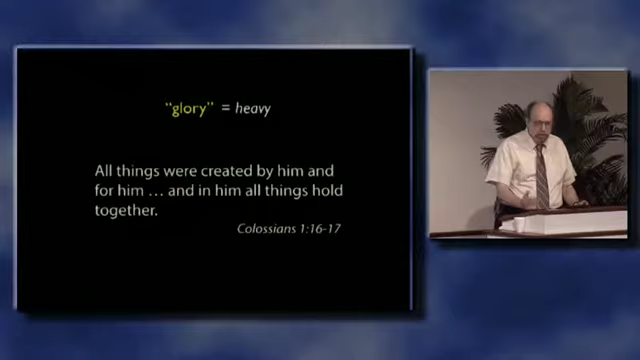 "glory" = heavy
All things were created by him and
for him ... and in him all things hold
together.
Colossians 1:16-17